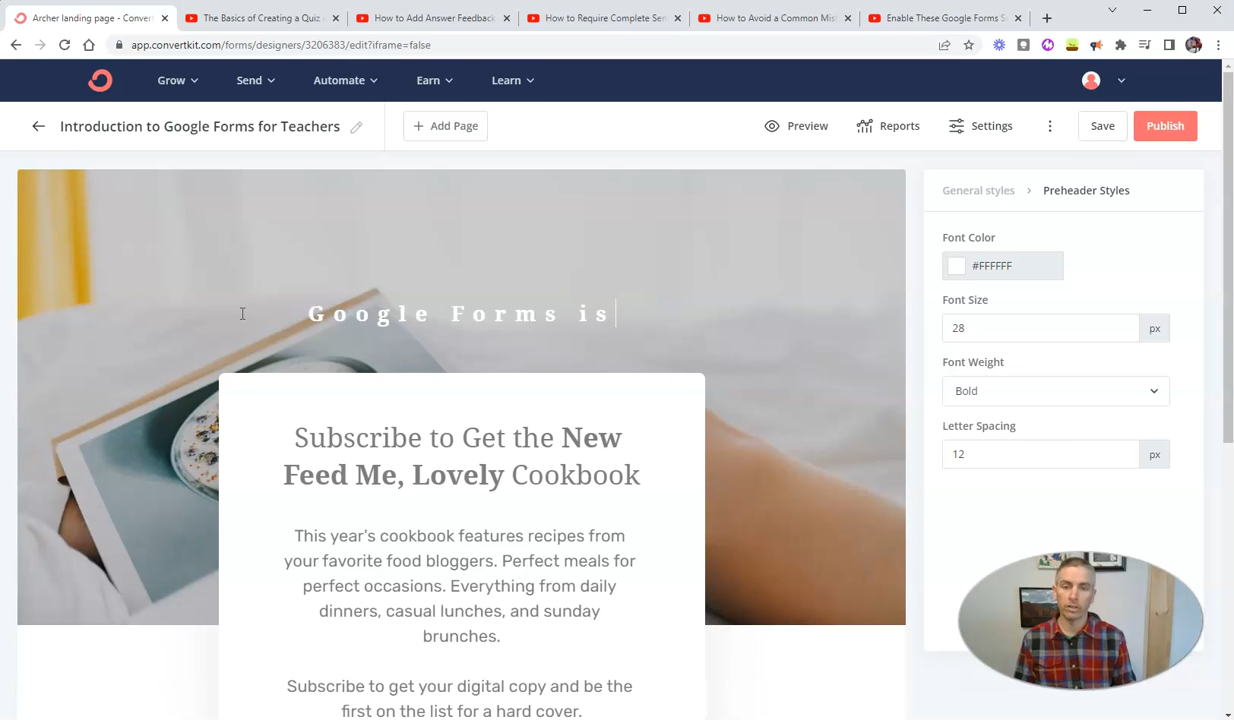 Archer landing page - Convert
The Basics of Creating a Quiz
How to Add Answer Feedback
How to Require Complete Sen
How to Avoid a Common Mist
Enable These Google Forms S
app.convertkit.com/forms/designers/3206383/edit?iframe=false
Grow
Send
Automate
Earn
Learn
Introduction to Google Forms for Teachers
Add Page
Preview
Reports
Settings
Save
Publish
General styles
Preheader Styles
Font Color
#FFFFFF
Google Forms is
Font Size
28
px
Font Weight
Bold
Letter Spacing
12
px
Subscribe to Get the New
Feed Me, Lovely Cookbook
This year's cookbook features recipes from
your favorite food bloggers. Perfect meals for
perfect occasions. Everything from daily
dinners, casual lunches, and sunday
brunches.
Subscribe to get your digital copy and be the
first on the list for a hard cover.